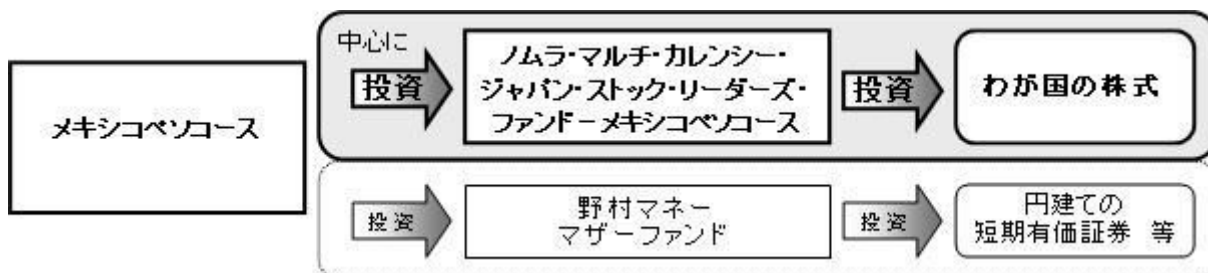 メキシコペソコース
中心に
投資
ノムラ・マルチ・カレンシー・
ジャパン・ストック・リーダーズ・
ファンド－メキシコペソコース
投資
わが国の株式
投資
野村マネー
マザーファンド
投資
円建ての
短期有価証券 等